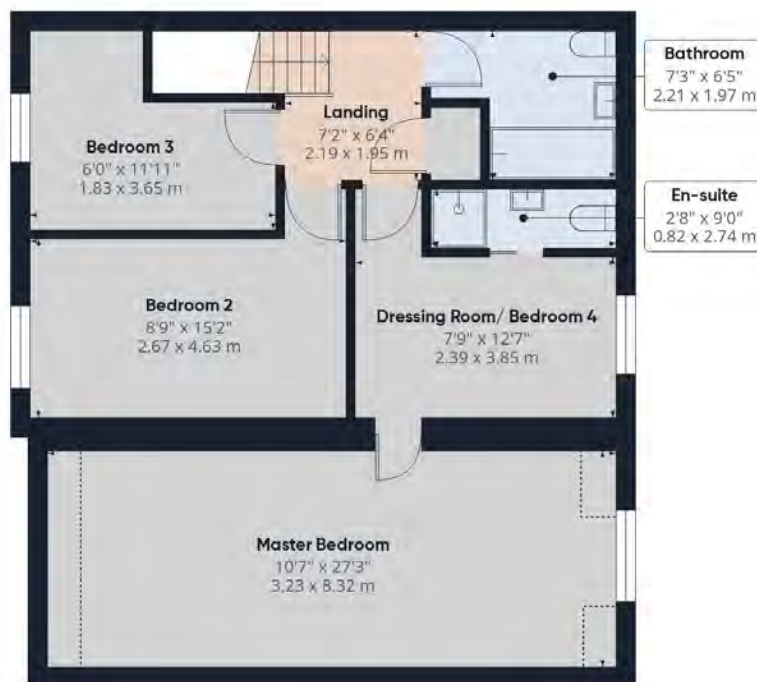 Bathroom
7'3" x 6'5"
2.21 x 1.97 m
Landing
7'2" x 6'4"
2.19 x 1.95 m
Bedroom 3
6'0" x 11'11"
1.83 x 3.65 m
En-suite
2'8" x 9'0"
0.82 x 2.74 m
Bedroom 2
8'9" x 15'2"
2.67 x 4.63 m
Dressing Room/ Bedroom 4
7'9" x 12'7"
2.39 x 3.85 m
Master Bedroom
10'7" x 27'3"
3.23 x 8.32 m